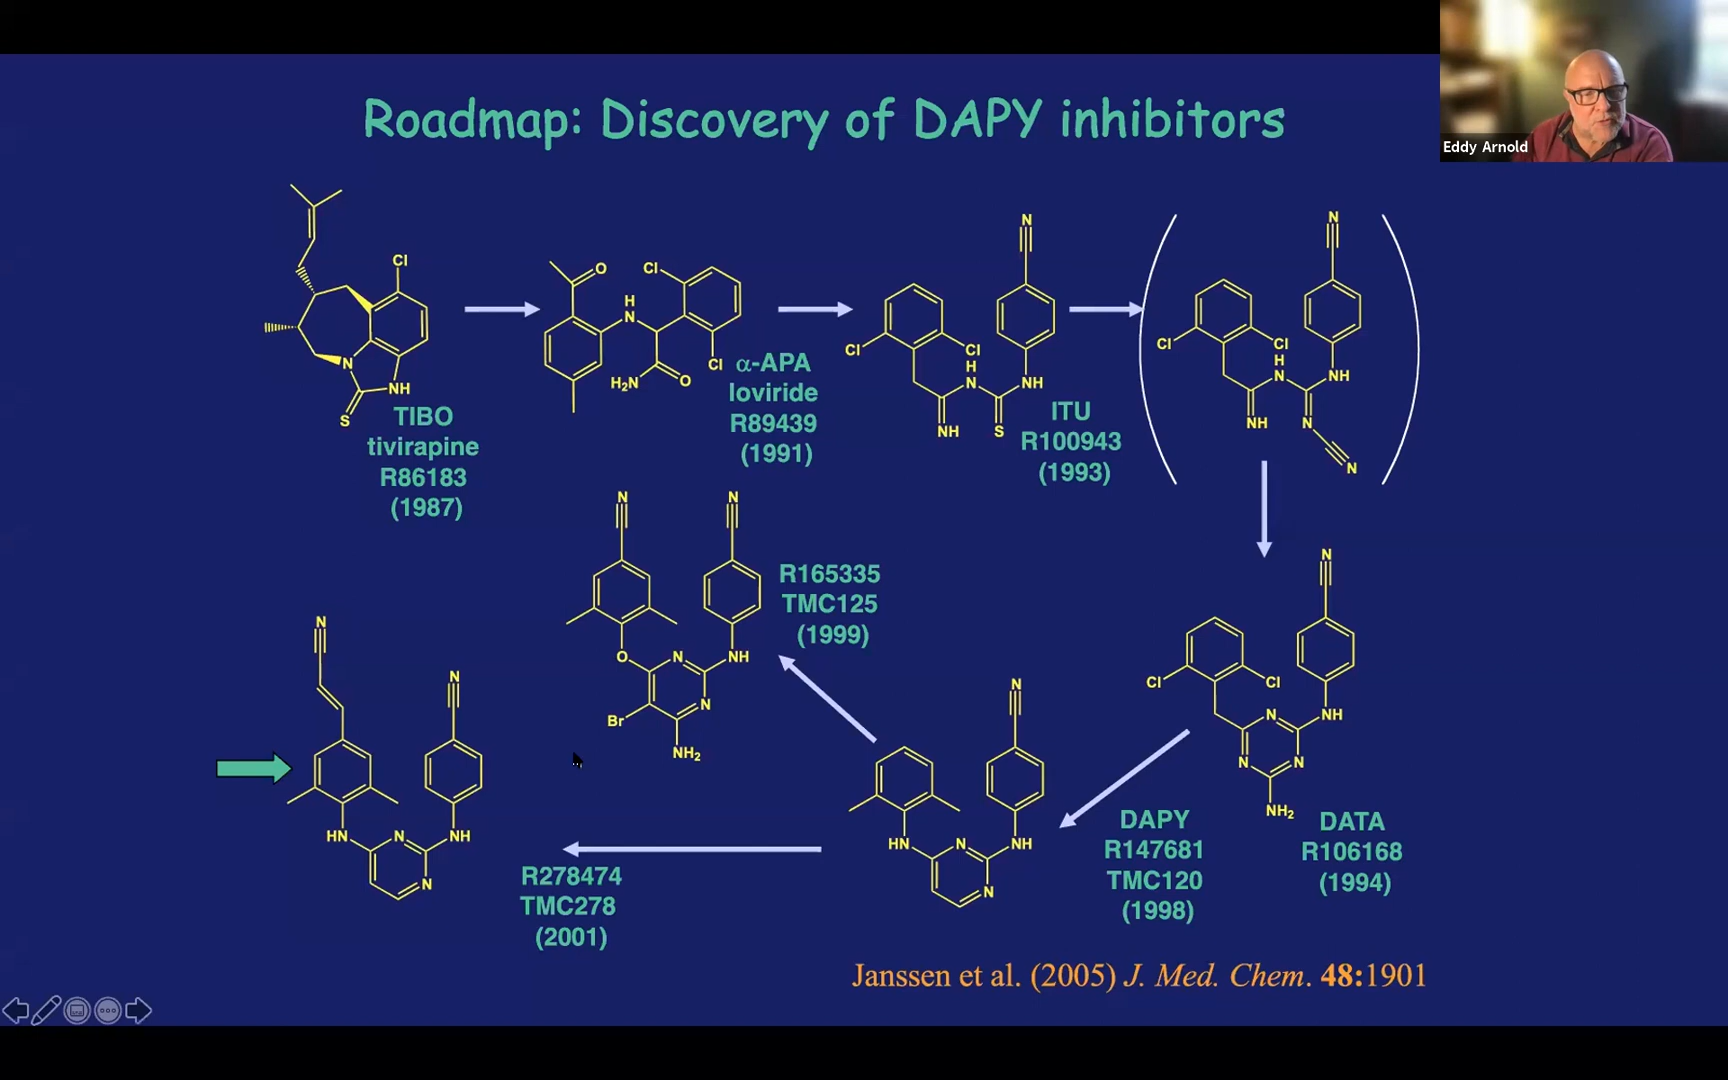 Roadmap: Discovery of DAPY inhibitors
Eddy Arnold
Cl
N
NH
S
TIBO
tivirapine
R86183
(1987)
O
Cl
H
N
Cl
H₂N
O
α-APA
loviride
R89439
(1991)
N
Cl
Cl
H
N
NH
NH
S
ITU
R100943
(1993)
N
Cl
Cl
H
N
NH
NH
N
N
N
Cl
Cl
NH
N
N
N
NH₂
DATA
R106168
(1994)
DAPY
R147681
TMC120
(1998)
N
HN
N
NH
N
N
N
O
N
NH
N
Br
NH₂
R165335
TMC125
(1999)
N
N
HN
N
NH
N
R278474
TMC278
(2001)
Janssen et al. (2005) J. Med. Chem. 48:1901